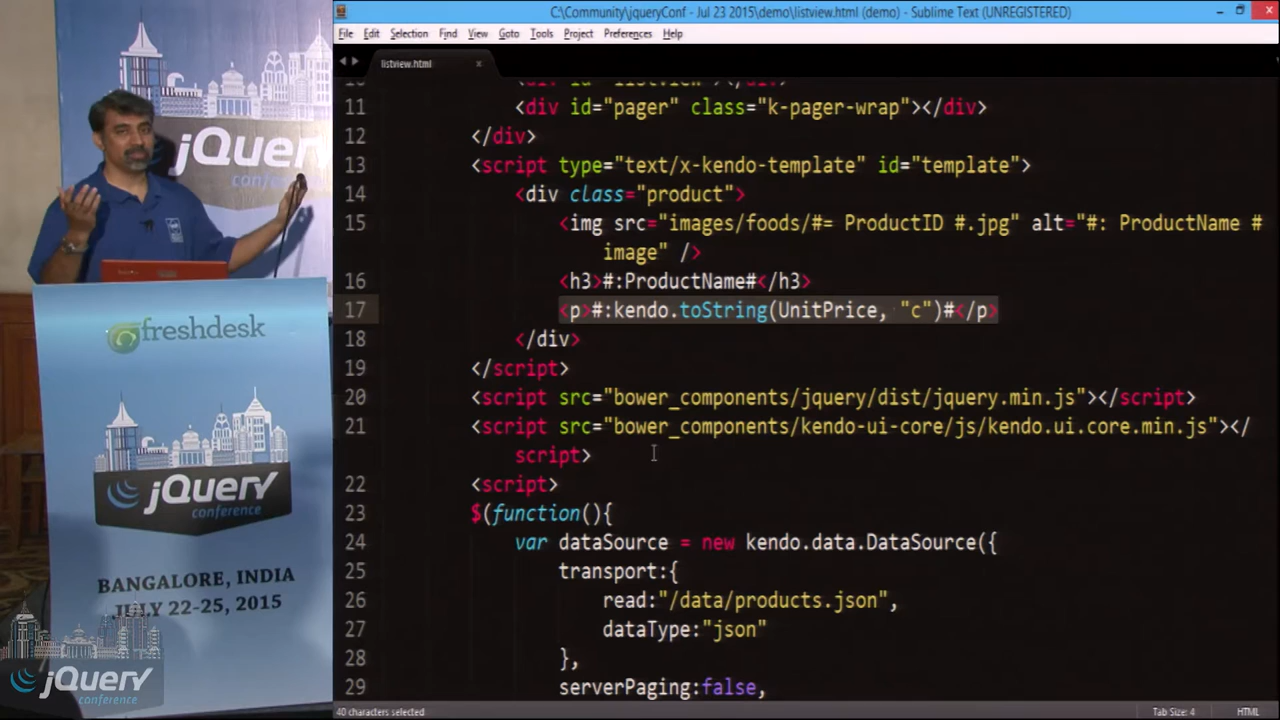 C:\Community\jqueryConf - Jul 23 2015\demo\listview.html (demo) - Sublime Text (UNREGISTERED)
File Edit Selection Find View Goto Tools Project Preferences Help
listview.html
11 <div id="pager" class="k-pager-wrap"></div>
12 </div>
13 <script type="text/x-kendo-template" id="template">
14 <div class="product">
15 <img src="images/foods/#= ProductID #.jpg" alt="#: ProductName #
image" />
16 <h3>#:ProductName#</h3>
17 <p>#:kendo.toString(UnitPrice, "c")#</p>
18 </div>
19 </script>
20 <script src="bower_components/jquery/dist/jquery.min.js"></script>
21 <script src="bower_components/kendo-ui-core/js/kendo.ui.core.min.js"></
script>
22 <script>
23 $(function(){
24 var dataSource = new kendo.data.DataSource({
25 transport:{
26 read:"/data/products.json",
27 dataType:"json"
28 },
29 serverPaging:false,
40 characters selected Tab Size: 4 HTML
jQuery
freshdesk
jQuery
conference
BANGALORE, INDIA
JULY 22-25, 2015
jQuery
conference